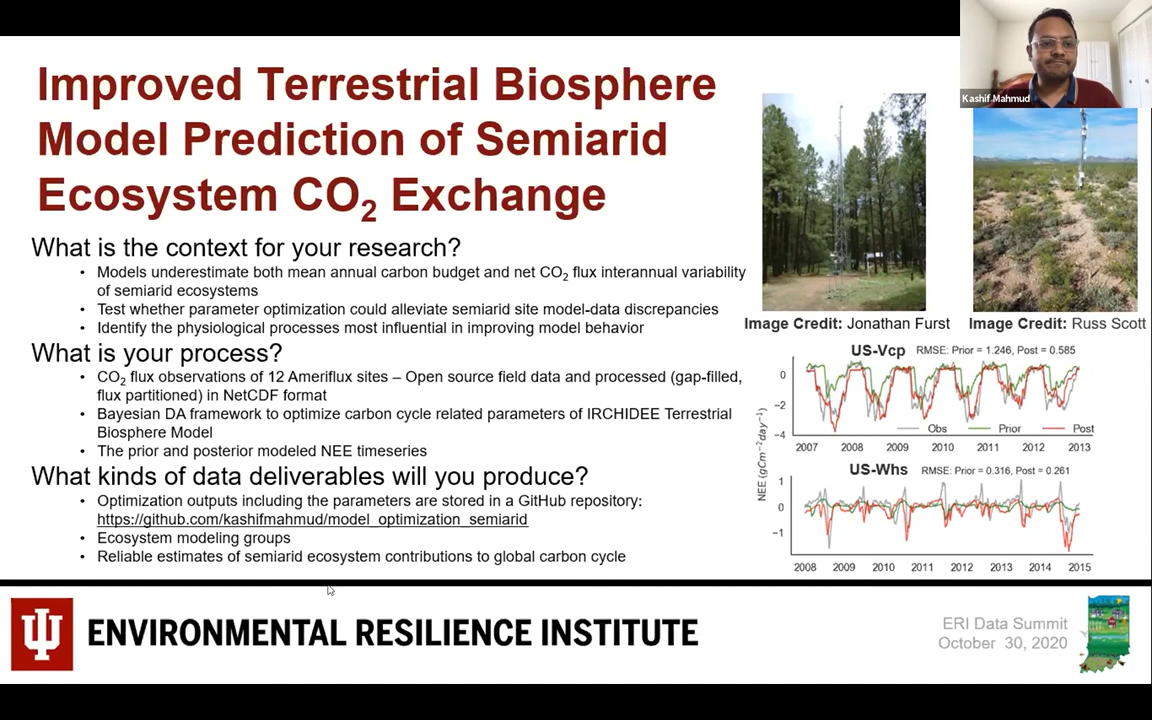 Kashif Mahmud
Improved Terrestrial Biosphere
Model Prediction of Semiarid
Ecosystem CO₂ Exchange
What is the context for your research?
• Models underestimate both mean annual carbon budget and net CO₂ flux interannual variability
of semiarid ecosystems
• Test whether parameter optimization could alleviate semiarid site model-data discrepancies
• Identify the physiological processes most influential in improving model behavior
What is your process?
• CO₂ flux observations of 12 Ameriflux sites – Open source field data and processed (gap-filled,
flux partitioned) in NetCDF format
• Bayesian DA framework to optimize carbon cycle related parameters of IRCHIDEE Terrestrial
Biosphere Model
• The prior and posterior modeled NEE timeseries
What kinds of data deliverables will you produce?
• Optimization outputs including the parameters are stored in a GitHub repository:
https://github.com/kashifmahmud/model_optimization_semiarid
• Ecosystem modeling groups
• Reliable estimates of semiarid ecosystem contributions to global carbon cycle
Image Credit: Jonathan Furst
Image Credit: Russ Scott
US-Vcp RMSE: Prior = 1.246, Post = 0.585
0
−2
−4
Obs Prior Post
2007 2008 2009 2010 2011 2012 2013
NEE (gCm⁻²day⁻¹)
US-Whs RMSE: Prior = 0.316, Post = 0.261
1
0
−1
2008 2009 2010 2011 2012 2013 2014 2015
ENVIRONMENTAL RESILIENCE INSTITUTE
ERI Data Summit
October 30, 2020